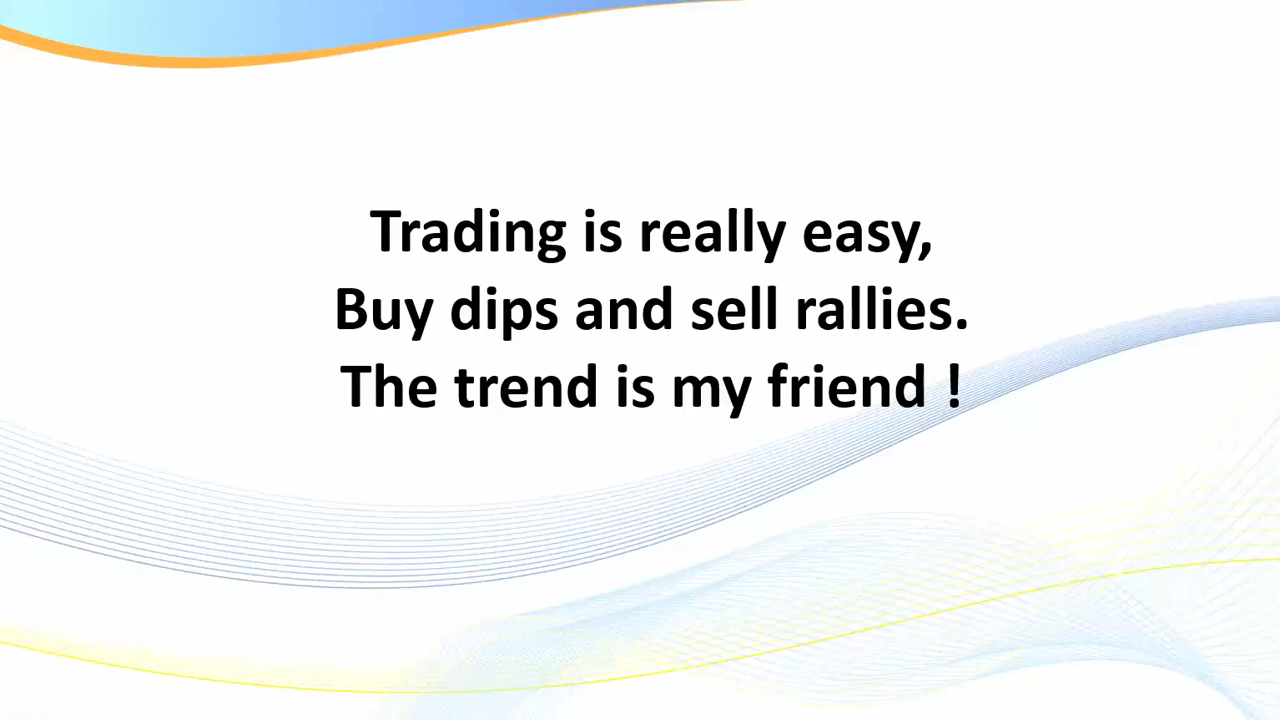 Trading is really easy,
Buy dips and sell rallies.
The trend is my friend !